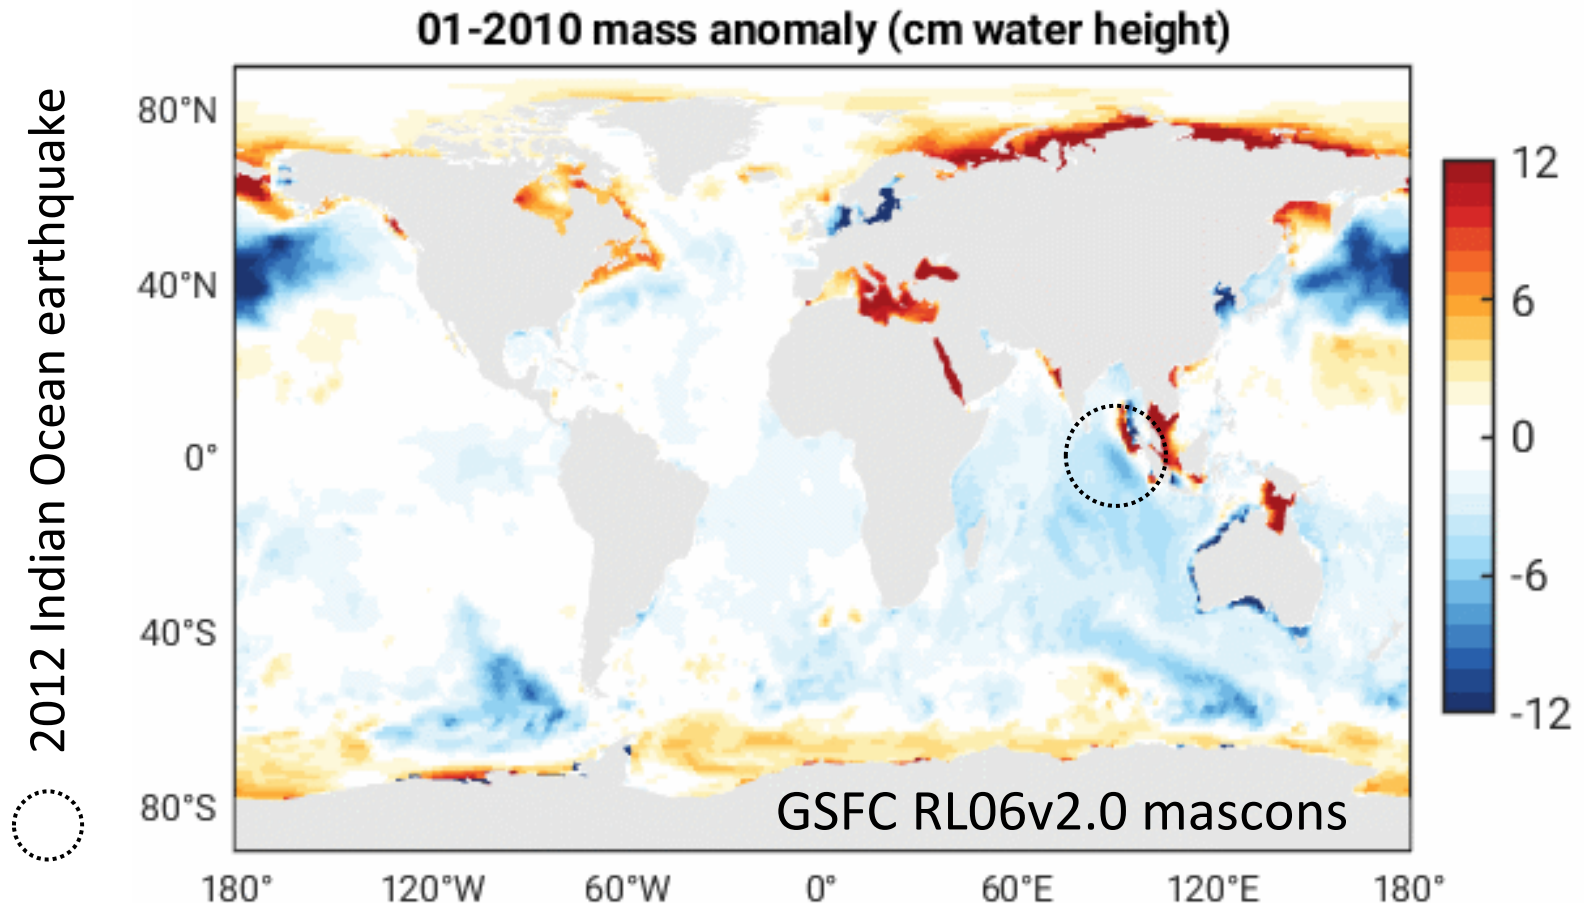 01-2010 mass anomaly (cm water height)
2012 Indian Ocean earthquake
80°N
40°N
0°
40°S
80°S
180°
120°W
60°W
0°
60°E
120°E
180°
12
6
0
-6
-12
GSFC RL06v2.0 mascons